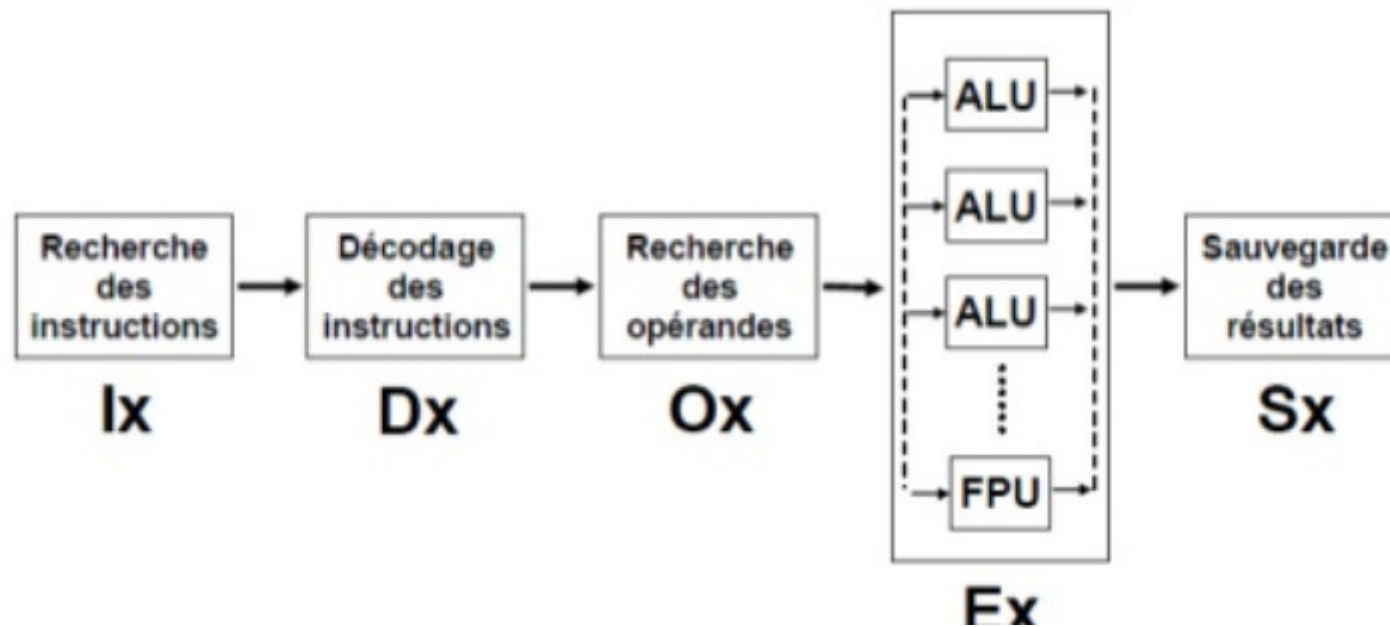 Recherche
des
instructions
Ix
Décodage
des
instructions
Dx
Recherche
des
opérandes
Ox
ALU
ALU
ALU
FPU
Ex
Sauvegarde
des
résultats
Sx